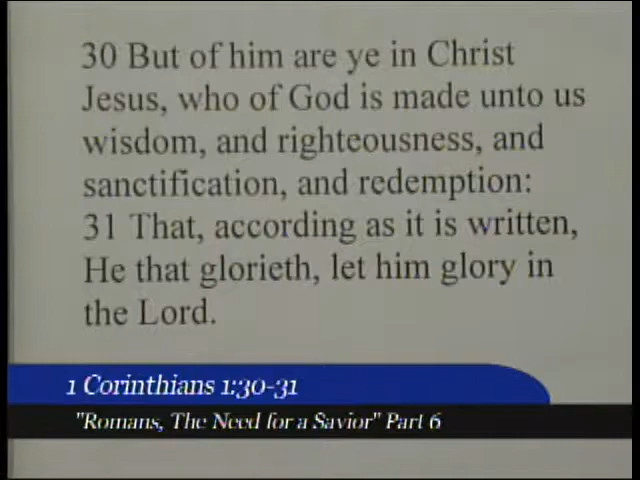 30 But of him are ye in Christ
Jesus, who of God is made unto us
wisdom, and righteousness, and
sanctification, and redemption:
31 That, according as it is written,
He that glorieth, let him glory in
the Lord.
1 Corinthians 1:30-31
"Romans, The Need for a Savior" Part 6